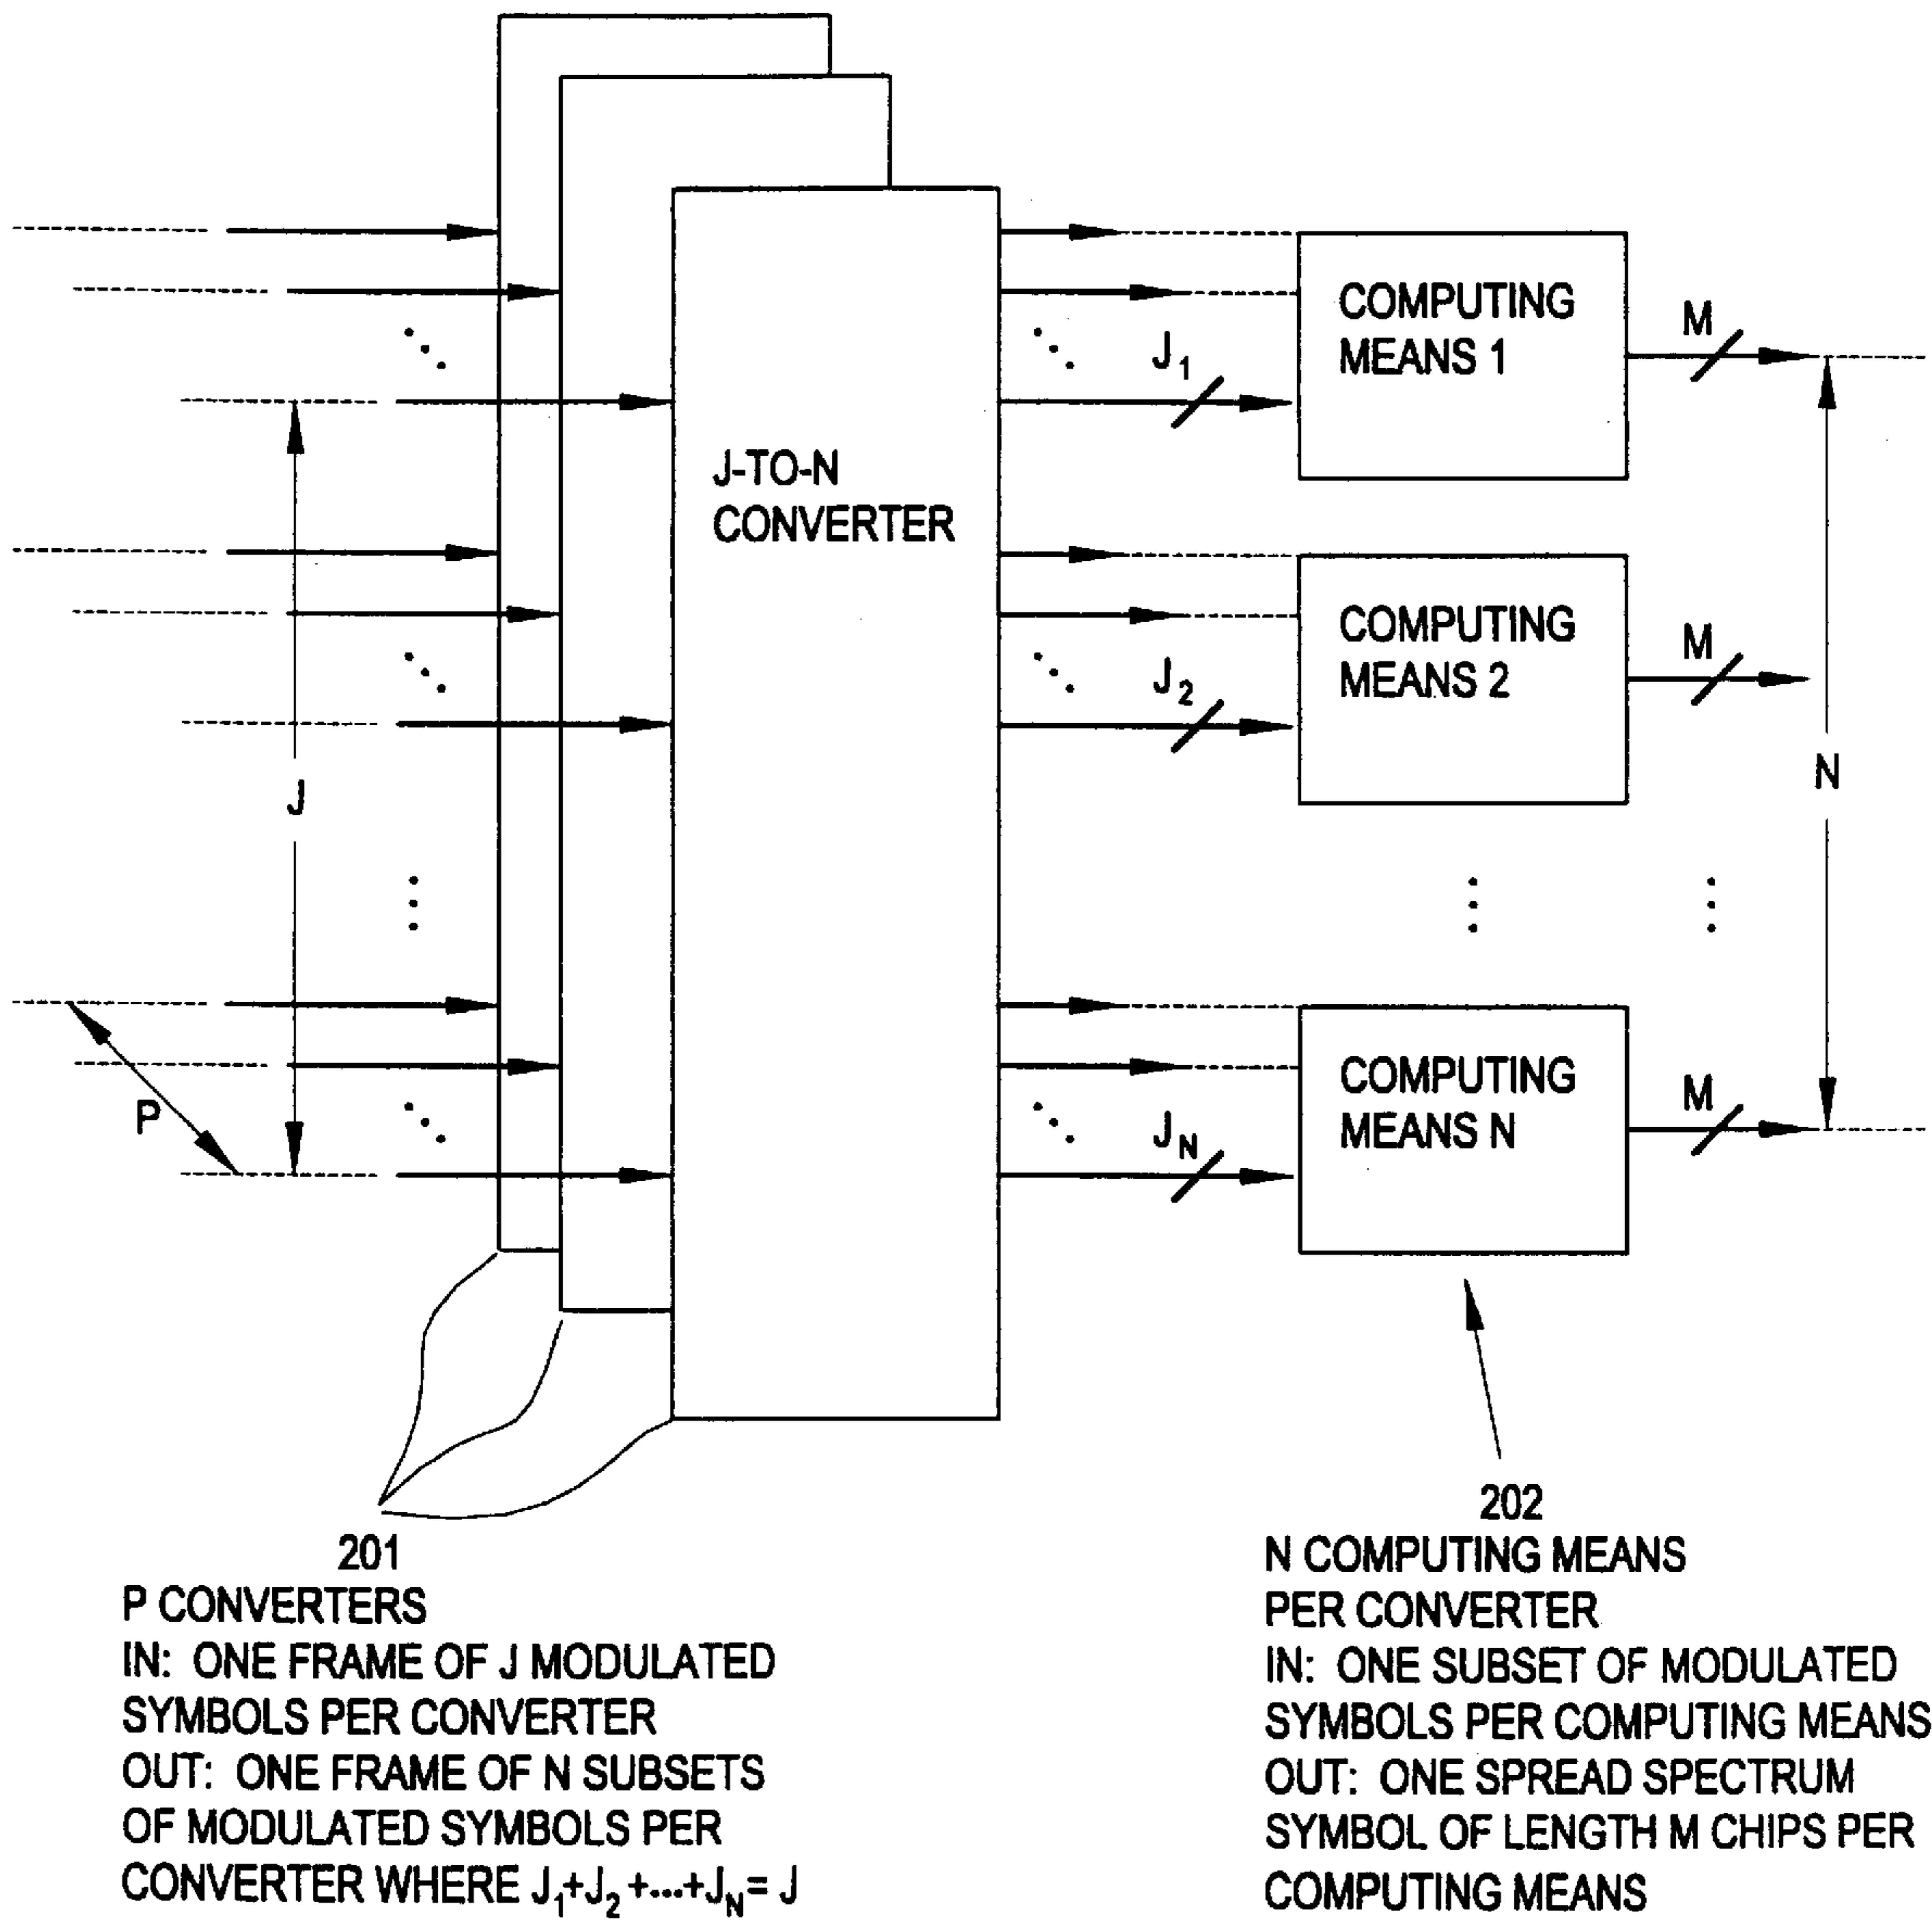 J-TO-N
CONVERTER
COMPUTING
MEANS 1
COMPUTING
MEANS 2
COMPUTING
MEANS N
J₁
J₂
J_N
M
M
M
J
N
P
201
P CONVERTERS
IN: ONE FRAME OF J MODULATED
SYMBOLS PER CONVERTER
OUT: ONE FRAME OF N SUBSETS
OF MODULATED SYMBOLS PER
CONVERTER WHERE J₁+J₂+...+J_N= J
202
N COMPUTING MEANS
PER CONVERTER
IN: ONE SUBSET OF MODULATED
SYMBOLS PER COMPUTING MEANS
OUT: ONE SPREAD SPECTRUM
SYMBOL OF LENGTH M CHIPS PER
COMPUTING MEANS